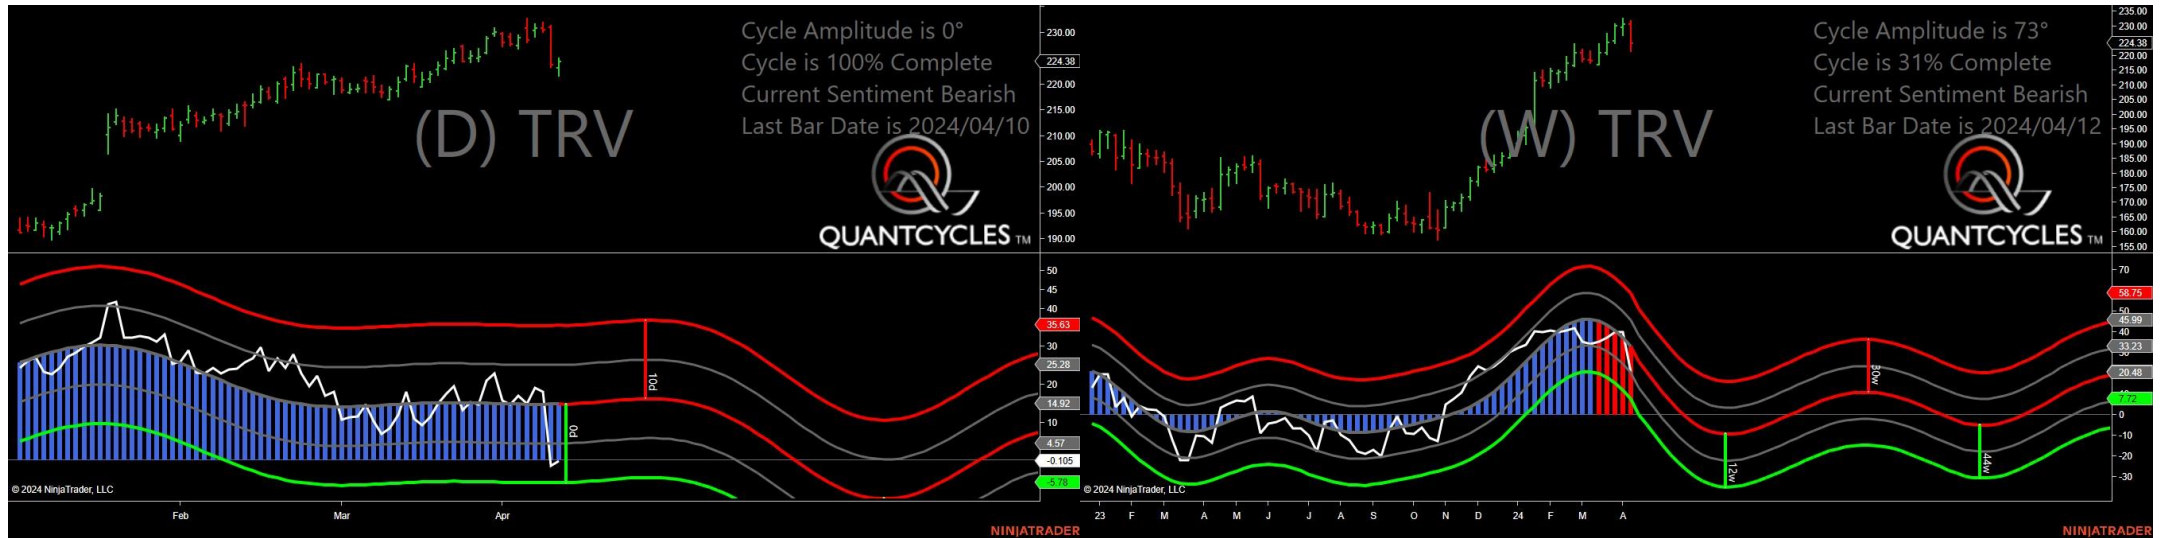 Cycle Amplitude is 0°
Cycle is 100% Complete
Current Sentiment Bearish
Last Bar Date is 2024/04/10
(D) TRV
QUANTCYCLES TM
230.00
224.38
220.00
215.00
210.00
205.00
200.00
195.00
190.00
50
45
40
35.63
30
25.28
20
14.92
10
4.57
-0.105
-5.78
10d
0d
© 2024 NinjaTrader, LLC
Feb Mar Apr
NINJATRADER
Cycle Amplitude is 73°
Cycle is 31% Complete
Current Sentiment Bearish
Last Bar Date is 2024/04/12
(W) TRV
QUANTCYCLES TM
235.00
230.00
224.38
220.00
215.00
210.00
205.00
200.00
195.00
190.00
185.00
180.00
175.00
170.00
165.00
160.00
155.00
70
58.75
50
45.99
33.23
20.48
7.72
0
-10
-20
-30
12w
30w
44w
© 2024 NinjaTrader, LLC
23 F M A M J J A S O N D 24 F M A
NINJATRADER